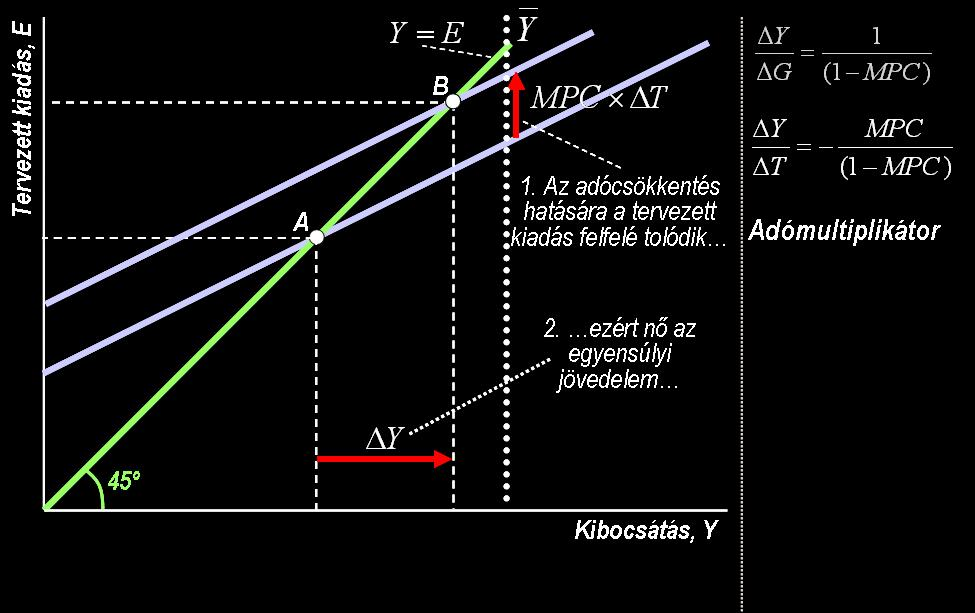 Tervezett kiadás, E
Y = E
Y̅
B
MPC × ΔT
1. Az adócsökkentés
hatására a tervezett
kiadás felfelé tolódik…
A
2. …ezért nő az
egyensúlyi
jövedelem…
ΔY
45º
Kibocsátás, Y
ΔY/ΔG = 1/(1−MPC)
ΔY/ΔT = −MPC/(1−MPC)
Adómultiplikátor